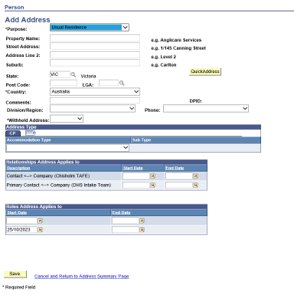 Person
Add Address
*Purpose: Usual Residence
Property Name: e.g. Anglicare Services
Street Address: e.g. 1/145 Canning Street
Address Line 2: e.g. Level 2
Suburb: e.g. Carlton
QuickAddress
State: VIC Victoria
Post Code: LGA:
*Country: Australia
Comments: DPID:
Division/Region: Phone:
*Withheld Address:
Address Type
Accommodation Type Sub Type
Relationships Address Applies to
Description Start Date End Date
Contact <--> Company (Chisholm TAFE)
Primary Contact <--> Company (DHS Intake Team)
Roles Address Applies to
Start Date End Date
25/10/2023
Save Cancel and Return to Address Summary Page
* Required Field